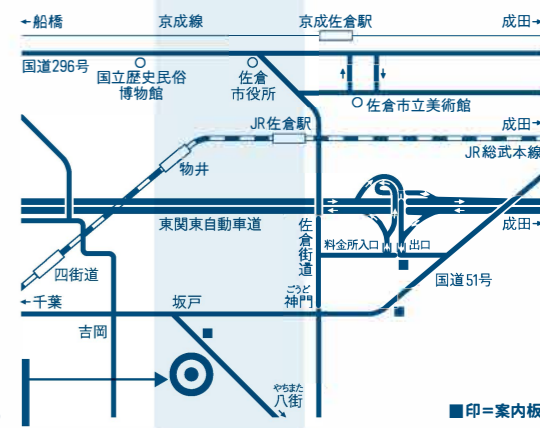 ←船橋
京成線
京成佐倉駅
成田→
国道296号
国立歴史民俗
博物館
佐倉
市役所
佐倉市立美術館
JR佐倉駅
成田→
JR総武本線
物井
東関東自動車道
佐倉街道
料金所入口
出口
成田→
四街道
国道51号
←千葉
坂戸
ごうど
神門
吉岡
やちまた
八街
■印=案内板